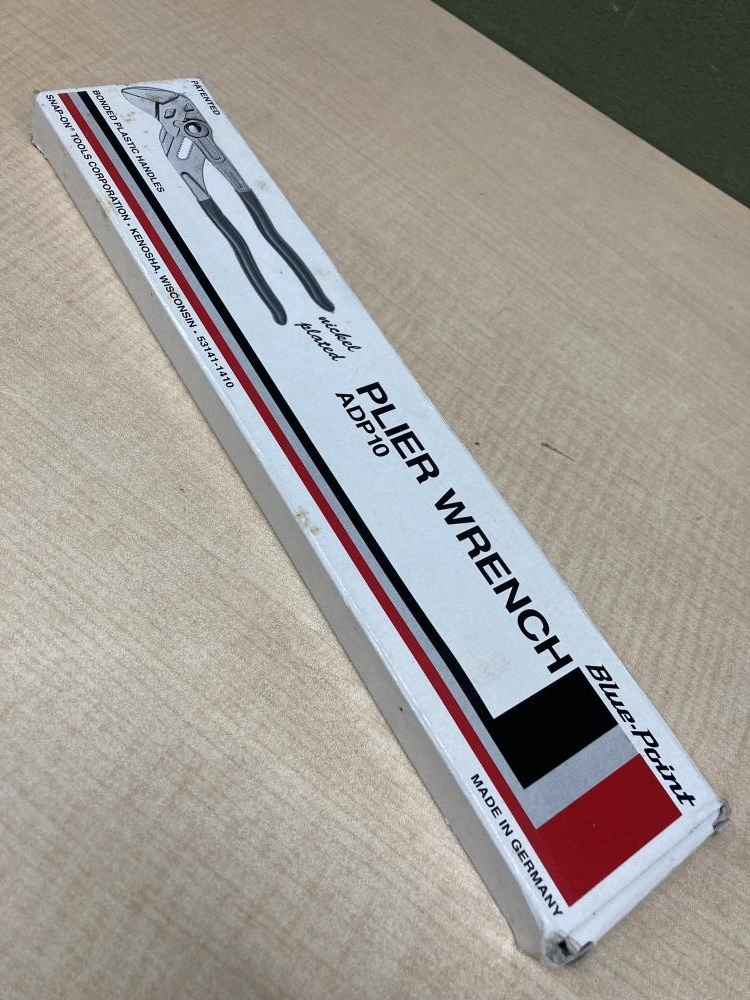 PATENTED
BONDED PLASTIC HANDLES
SNAP-ON® TOOLS CORPORATION • KENOSHA, WISCONSIN • 53141-1410
nickel
plated
PLIER WRENCH
ADP10
Blue-Point
MADE IN GERMANY